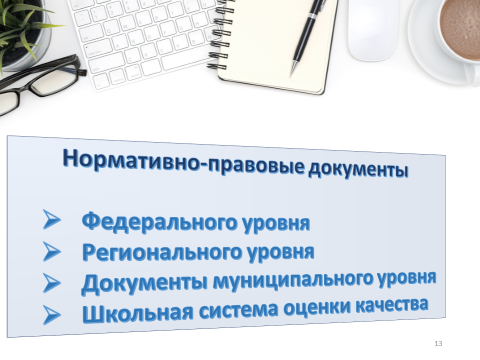 Нормативно-правовые документы
➢ Федерального уровня
➢ Регионального уровня
➢ Документы муниципального уровня
➢ Школьная система оценки качества
13